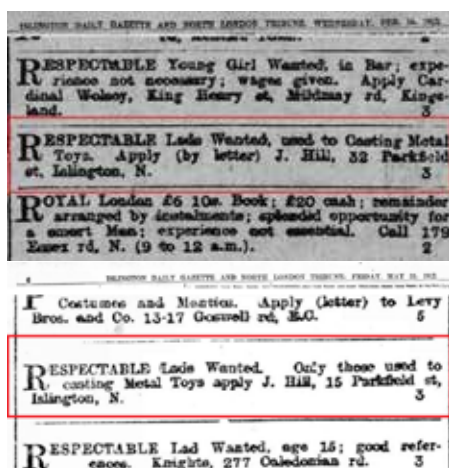 ISLINGTON DAILY GAZETTE AND NORTH LONDON TRIBUNE, WEDNESDAY,
RESPECTABLE Young Girl Wanted, in Bar; expe-
rience not necessary; wages given. Apply Car-
dinal Wolsey, King Henry st, Mildmay rd, Kings-
land. 3
RESPECTABLE Lads Wanted, used to Casting Metal
Toys. Apply (by letter) J. Hill, 32 Parkfield
st, Islington, N. 3
ROYAL London £6 10s. Book; £20 cash; remainder
arranged by instalments; splendid opportunity for
a smart Man; experience not essential. Call 179
Essex rd, N. (9 to 12 a.m.). 2
ISLINGTON DAILY GAZETTE AND NORTH LONDON TRIBUNE, FRIDAY, MAY
Costumes and Mantles. Apply (letter) to Levy
Bros. and Co. 13-17 Goswell rd, E.C. 5
RESPECTABLE Lads Wanted. Only those used to
casting Metal Toys apply J. Hill, 15 Parkfield st,
Islington, N. 3
RESPECTABLE Lad Wanted, age 15; good refer-
ences. Knights, 277 Caledonian rd. 3